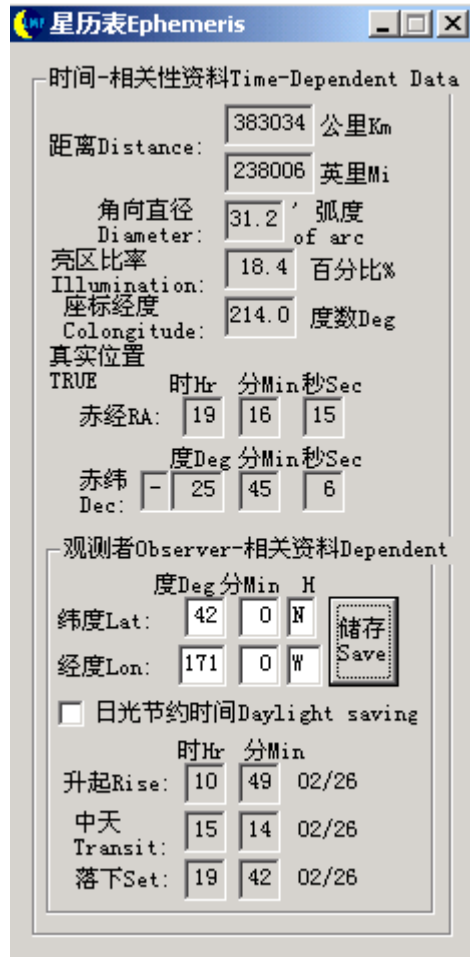 星历表Ephemeris
时间-相关性资料Time-Dependent Data
距离Distance: 383034 公里Km
238006 英里Mi
角向直径 Diameter: 31.2 ′ 弧度 of arc
亮区比率 Illumination: 18.4 百分比%
座标经度 Colongitude: 214.0 度数Deg
真实位置
TRUE 时Hr 分Min 秒Sec
赤经RA: 19 16 15
度Deg 分Min 秒Sec
赤纬 Dec: - 25 45 6
观测者Observer-相关资料Dependent
度Deg 分Min H
纬度Lat: 42 0 N
经度Lon: 171 0 W
储存 Save
日光节约时间Daylight saving
时Hr 分Min
升起Rise: 10 49 02/26
中天 Transit: 15 14 02/26
落下Set: 19 42 02/26